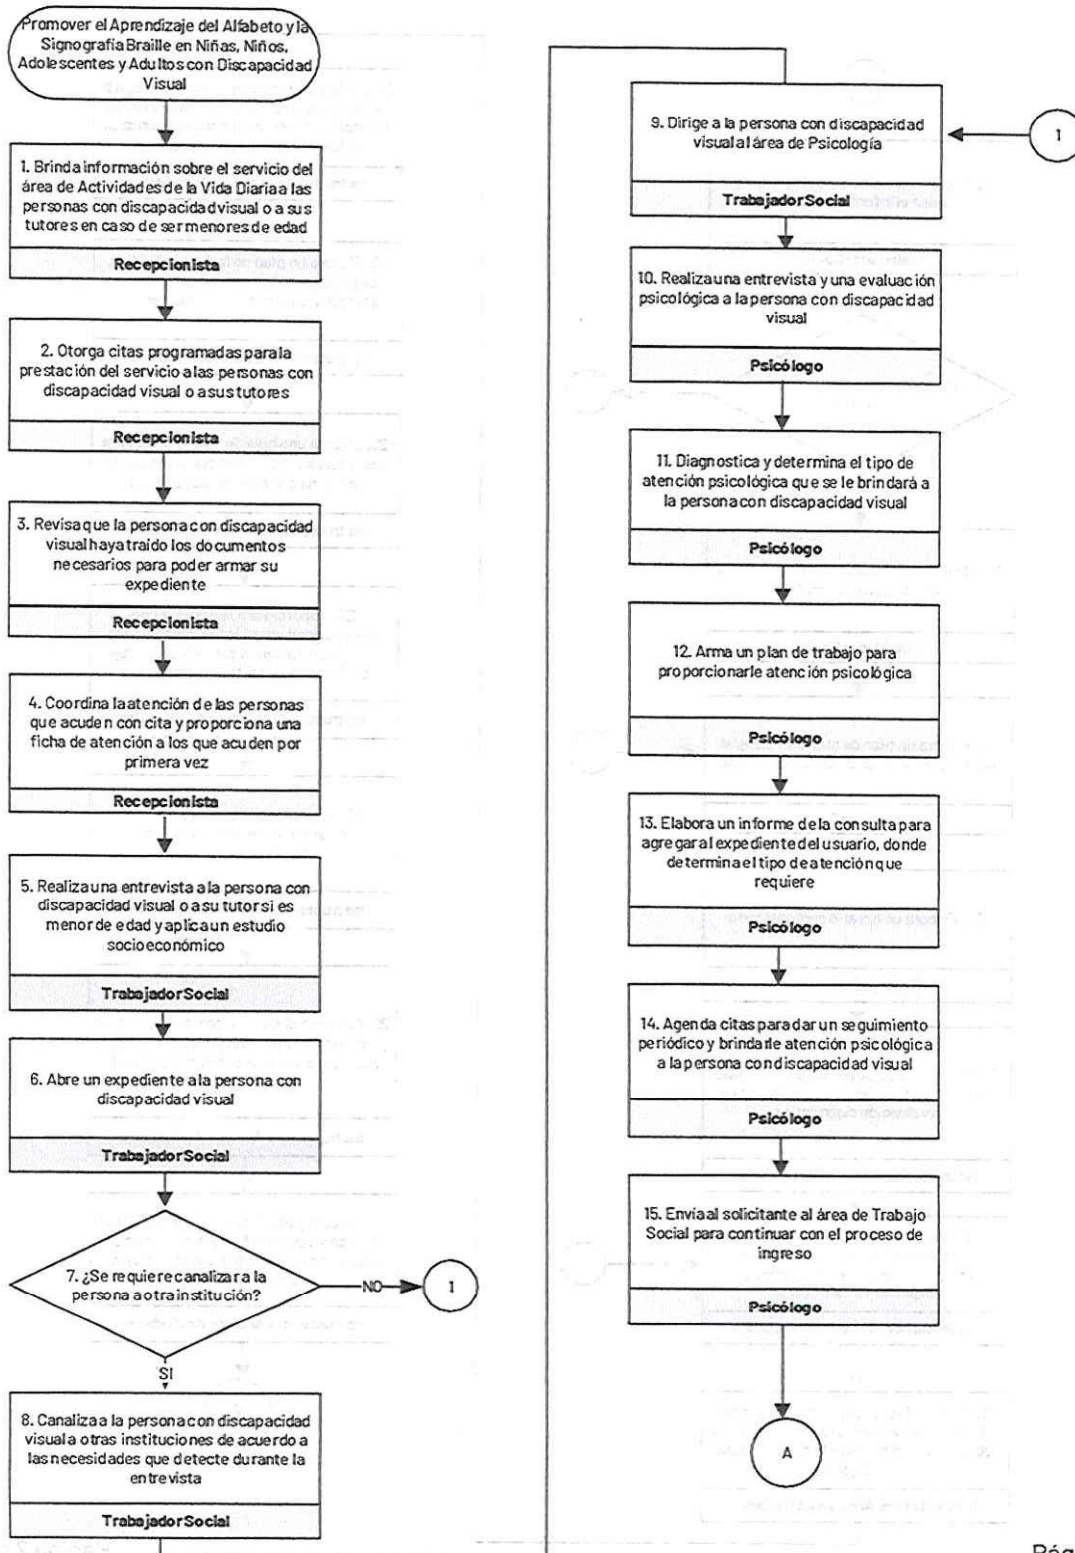 Promover el Aprendizaje del Alfabeto y la
Signografía Braille en Niñas, Niños,
Adolescentes y Adultos con Discapacidad
Visual
1. Brinda información sobre el servicio del
área de Actividades de la Vida Diaria a las
personas con discapacidad visual o a sus
tutores en caso de ser menores de edad
Recepcionista
2. Otorga citas programadas para la
prestación del servicio a las personas con
discapacidad visual o a sus tutores
Recepcionista
3. Revisa que la persona con discapacidad
visual haya traido los documentos
necesarios para poder armar su
expediente
Recepcionista
4. Coordina la atención de las personas
que acuden con cita y proporciona una
ficha de atención a los que acuden por
primera vez
Recepcionista
5. Realiza una entrevista a la persona con
discapacidad visual o a su tutor si es
menor de edad y aplica un estudio
socioeconómico
Trabajador Social
6. Abre un expediente a la persona con
discapacidad visual
Trabajador Social
7. ¿Se requiere canalizar a la
persona a otra institución?
NO
1
SI
8. Canaliza a la persona con discapacidad
visual a otras instituciones de acuerdo a
las necesidades que detecte durante la
entrevista
Trabajador Social
9. Dirige a la persona con discapacidad
visual al área de Psicología
1
Trabajador Social
10. Realiza una entrevista y una evaluación
psicológica a la persona con discapacidad
visual
Psicólogo
11. Diagnostica y determina el tipo de
atención psicológica que se le brindará a
la persona con discapacidad visual
Psicólogo
12. Arma un plan de trabajo para
proporcionarle atención psicológica
Psicólogo
13. Elabora un informe de la consulta para
agregar al expediente del usuario, donde
determina el tipo de atención que
requiere
Psicólogo
14. Agenda citas para dar un seguimiento
periódico y brindarle atención psicológica
a la persona con discapacidad visual
Psicólogo
15. Envía al solicitante al área de Trabajo
Social para continuar con el proceso de
ingreso
Psicólogo
A
Pág